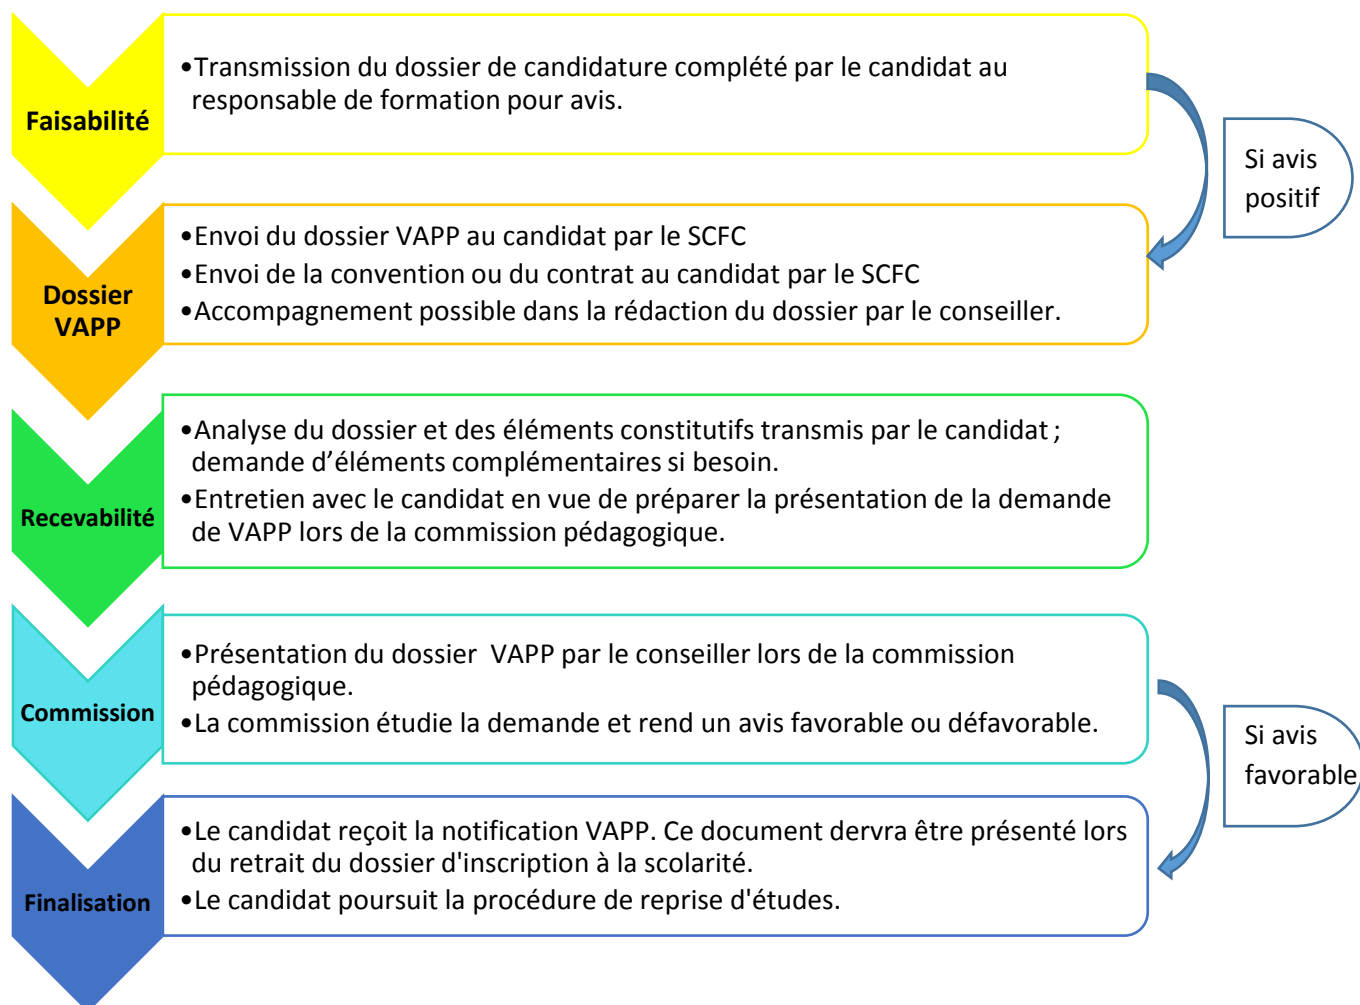 Faisabilité
•Transmission du dossier de candidature complété par le candidat au
responsable de formation pour avis.
Si avis
positif
Dossier
VAPP
•Envoi du dossier VAPP au candidat par le SCFC
•Envoi de la convention ou du contrat au candidat par le SCFC
•Accompagnement possible dans la rédaction du dossier par le conseiller.
Recevabilité
•Analyse du dossier et des éléments constitutifs transmis par le candidat ;
demande d’éléments complémentaires si besoin.
•Entretien avec le candidat en vue de préparer la présentation de la demande
de VAPP lors de la commission pédagogique.
Commission
•Présentation du dossier  VAPP par le conseiller lors de la commission
pédagogique.
•La commission étudie la demande et rend un avis favorable ou défavorable.
Si avis
favorable
Finalisation
•Le candidat reçoit la notification VAPP. Ce document dervra être présenté lors
du retrait du dossier d'inscription à la scolarité.
•Le candidat poursuit la procédure de reprise d'études.